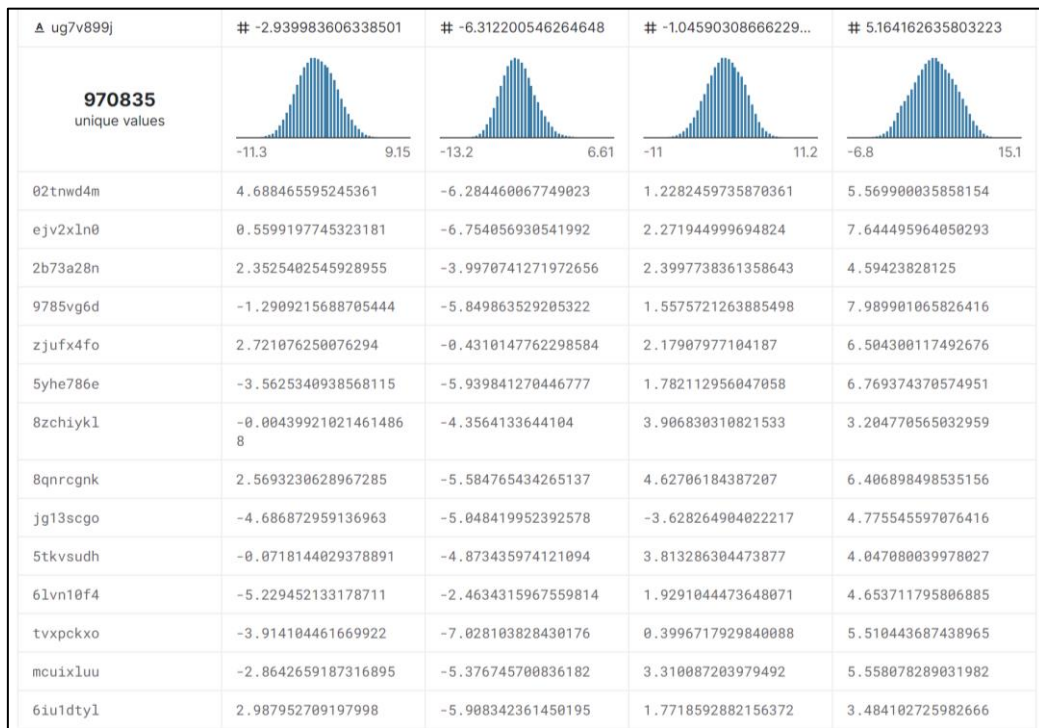 ug7v899j # -2.939983606338501 # -6.312200546264648 # -1.04590308666229... # 5.164162635803223
970835
unique values
-11.3 9.15 -13.2 6.61 -11 11.2 -6.8 15.1
02tnwd4m 4.688465595245361 -6.284460067749023 1.2282459735870361 5.569900035858154
ejv2xln0 0.5599197745323181 -6.754056930541992 2.271944999694824 7.644495964050293
2b73a28n 2.3525402545928955 -3.9970741271972656 2.3997738361358643 4.59423828125
9785vg6d -1.2909215688705444 -5.849863529205322 1.5575721263885498 7.989901065826416
zjufx4fo 2.721076250076294 -0.4310147762298584 2.17907977104187 6.504300117492676
5yhe786e -3.5625340938568115 -5.939841270446777 1.782112956047058 6.769374370574951
8zchiykl -0.00439921021461486 -4.3564133644104 3.906830310821533 3.204770565032959
8
8qnrcgnk 2.5693230628967285 -5.584765434265137 4.62706184387207 6.406898498535156
jg13scgo -4.686872959136963 -5.048419952392578 -3.628264904022217 4.775545597076416
5tkvsudh -0.0718144029378891 -4.873435974121094 3.813286304473877 4.047080039978027
6lvn10f4 -5.229452133178711 -2.4634315967559814 1.9291044473648071 4.653711795806885
tvxpckxo -3.914104461669922 -7.028103828430176 0.3996717929840088 5.510443687438965
mcuixluu -2.8642659187316895 -5.376745700836182 3.310087203979492 5.558078289031982
6iu1dtyl 2.987952709197998 -5.908342361450195 1.7718592882156372 3.484102725982666